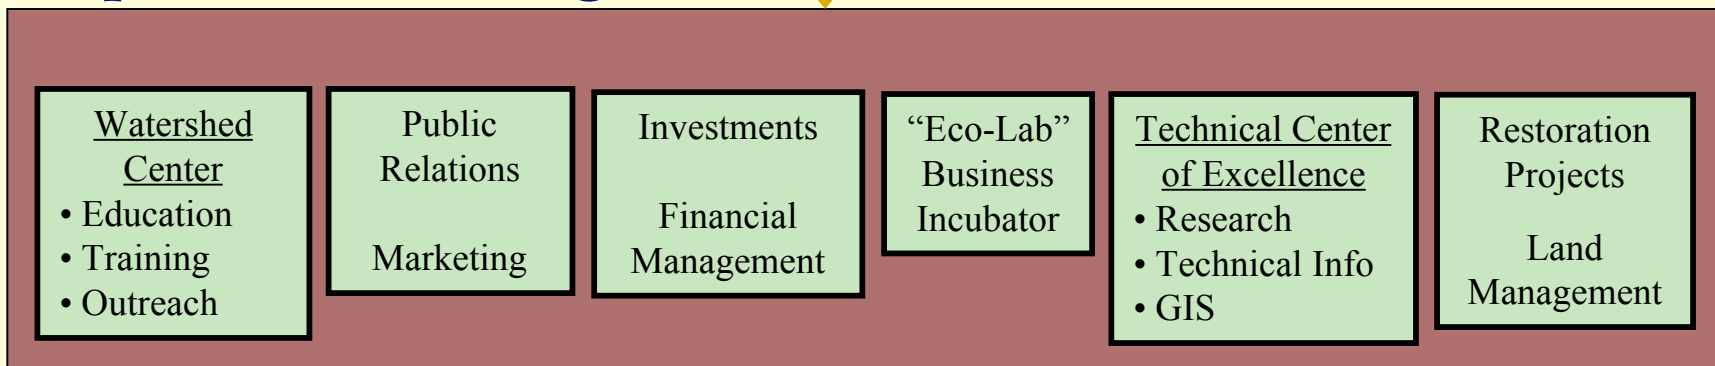 Watershed
Center
• Education
• Training
• Outreach
Public
Relations
Marketing
Investments
Financial
Management
“Eco-Lab”
Business
Incubator
Technical Center
of Excellence
• Research
• Technical Info
• GIS
Restoration
Projects
Land
Management